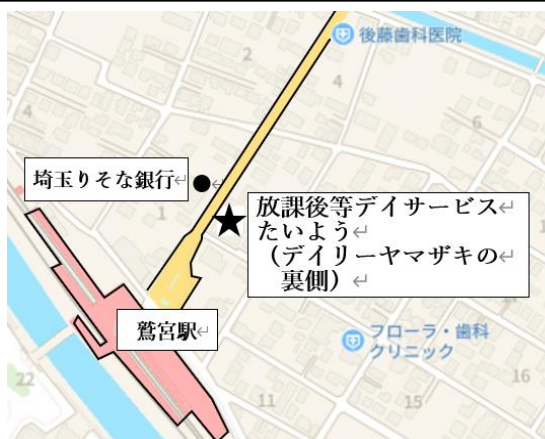 後藤歯科医院
2
4
4
6
埼玉りそな銀行↵
●↵
1
★
放課後等デイサービス↵
たいよう↵
（デイリーヤマザキの
裏側）↵
鷲宮駅↵
フローラ・歯科
クリニック
22
11
15
16